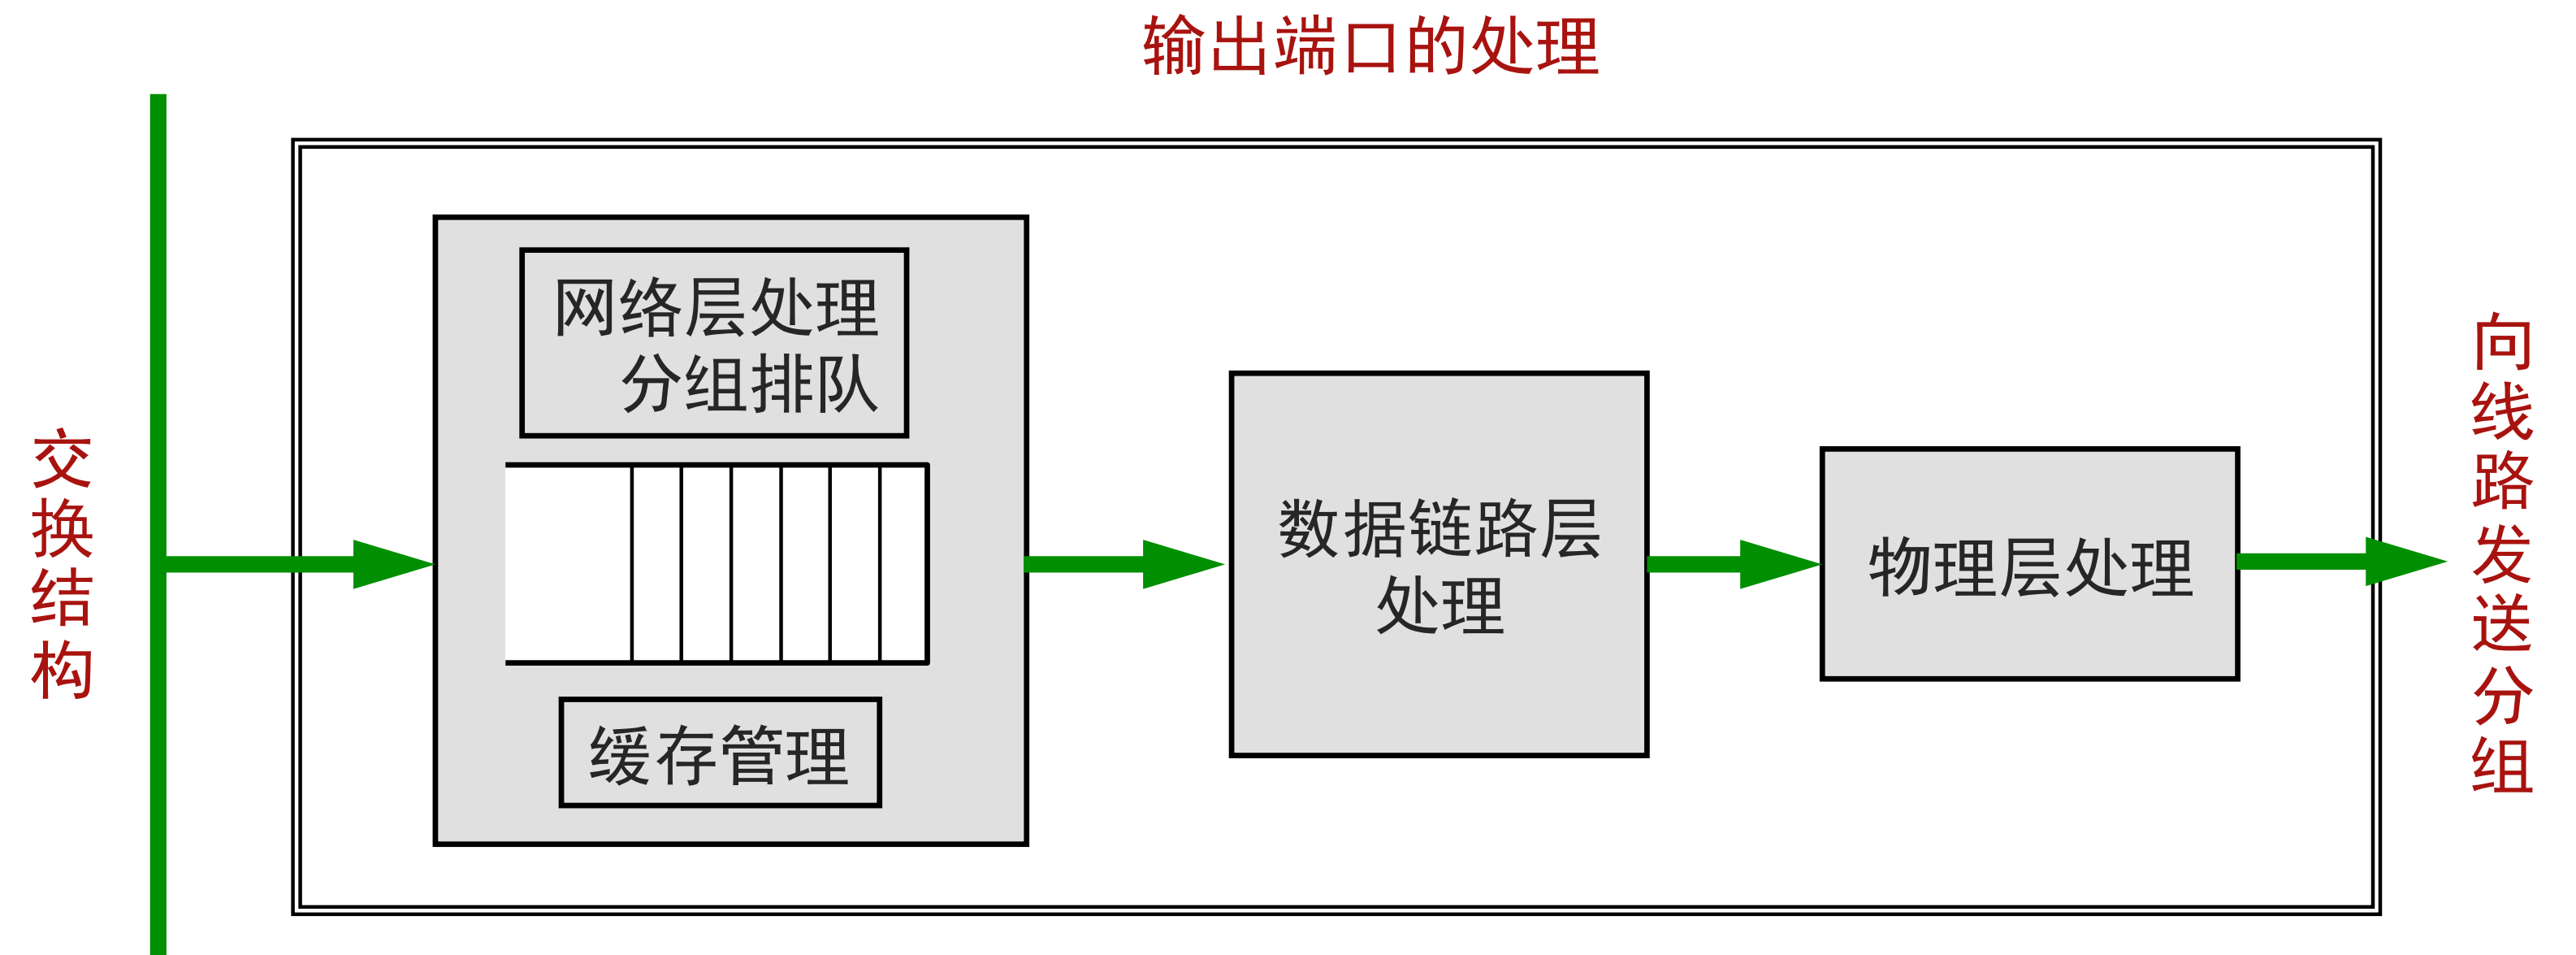 输出端口的处理
交换结构
网络层处理
分组排队
缓存管理
数据链路层
处理
物理层处理
向线路发送分组